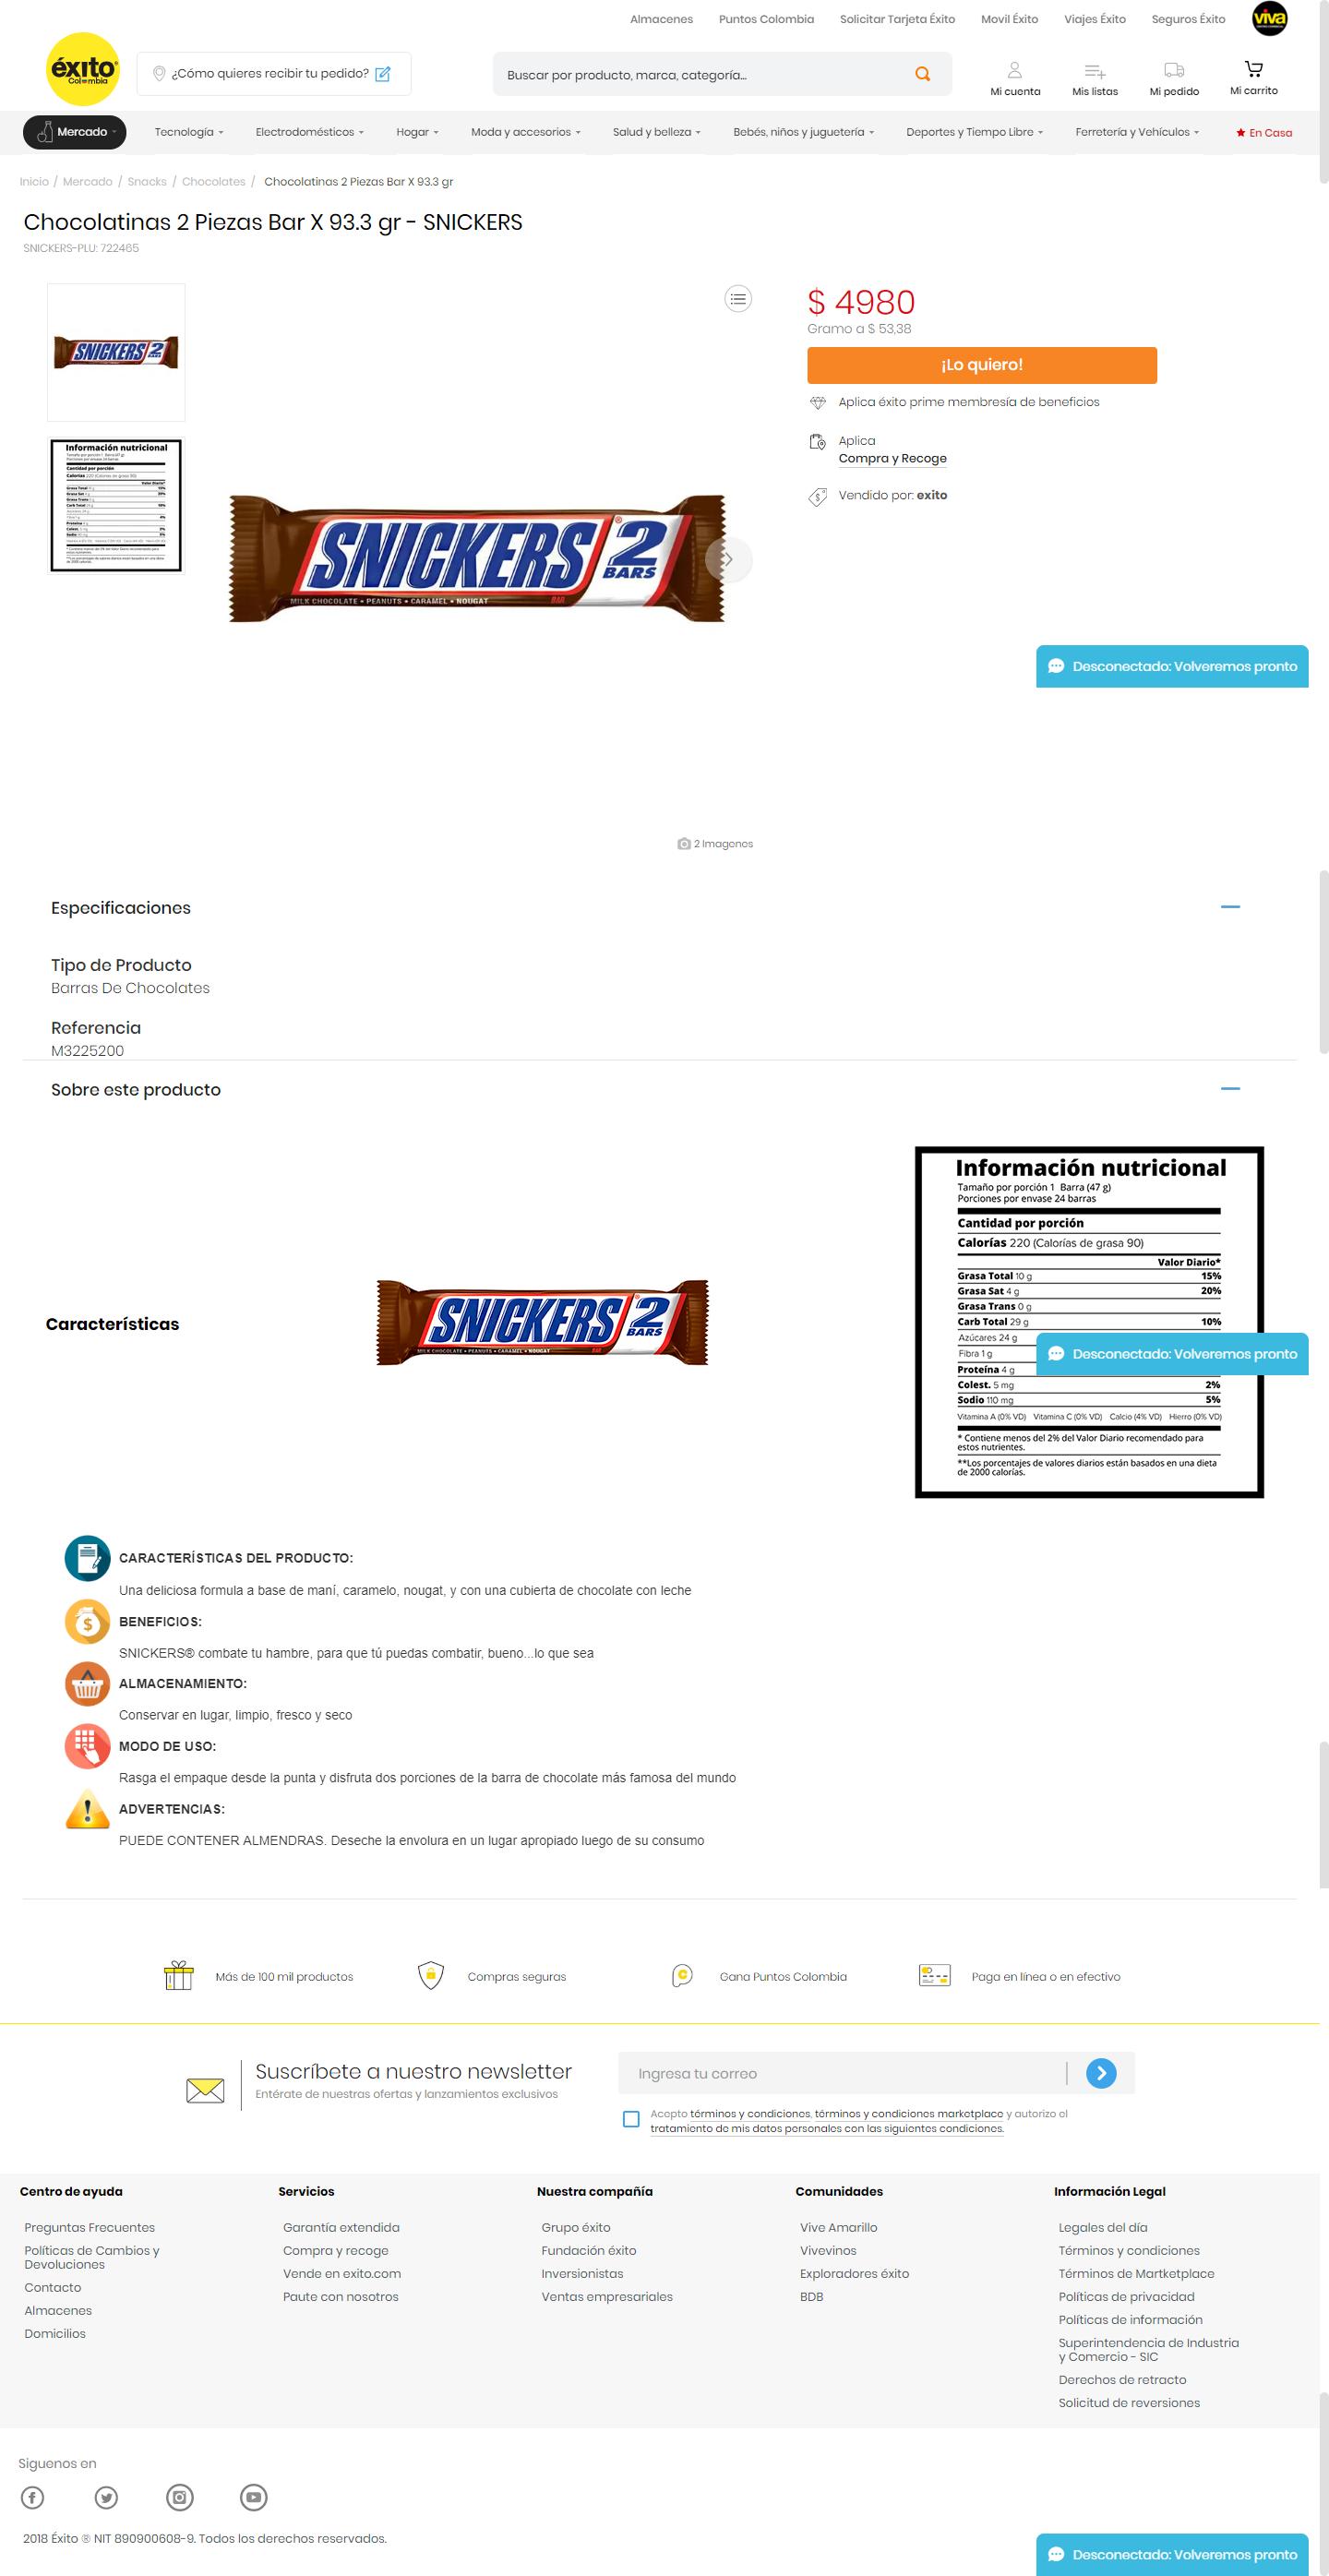 Almacenes Puntos Colombia Solicitar Tarjeta Éxito Movil Éxito Viajes Éxito Seguros Éxito viva
éxito
Colombia
¿Cómo quieres recibir tu pedido?
Buscar por producto, marca, categoría...
Mi cuenta Mis listas Mi pedido Mi carrito
Mercado Tecnología Electrodomésticos Hogar Moda y accesorios Salud y belleza Bebés, niños y juguetería Deportes y Tiempo Libre Ferretería y Vehículos En Casa
Inicio / Mercado / Snacks / Chocolates / Chocolatinas 2 Piezas Bar X 93.3 gr
Chocolatinas 2 Piezas Bar X 93.3 gr - SNICKERS
SNICKERS-PLU: 722465
SNICKERS 2
Información nutricional
SNICKERS® 2
BARS
MILK CHOCOLATE • PEANUTS • CARAMEL • NOUGAT BAR
$ 4980
Gramo a $ 53,38
¡Lo quiero!
Aplica éxito prime membresía de beneficios
Aplica
Compra y Recoge
Vendido por: exito
Desconectado: Volveremos pronto
2 Imagenes
Especificaciones
Tipo de Producto
Barras De Chocolates
Referencia
M3225200
Sobre este producto
Características
SNICKERS 2
BARS
MILK CHOCOLATE • PEANUTS • CARAMEL • NOUGAT BAR
Información nutricional
Tamaño por porción 1 Barra (47 g)
Porciones por envase 24 barras
Cantidad por porción
Calorías 220 (Calorías de grasa 90)
Valor Diario*
Grasa Total 10 g 15%
Grasa Sat 4 g 20%
Grasa Trans 0 g
Carb Total 29 g 10%
Azúcares 24 g
Fibra 1 g
Proteína 4 g
Colest. 5 mg 2%
Sodio 110 mg 5%
Vitamina A (0% VD) Vitamina C (0% VD) Calcio (4% VD) Hierro (0% VD)
* Contiene menos del 2% del Valor Diario recomendado para
estos nutrientes.
**Los porcentajes de valores diarios están basados en una dieta
de 2000 calorías.
Desconectado: Volveremos pronto
CARACTERÍSTICAS DEL PRODUCTO:
Una deliciosa formula a base de maní, caramelo, nougat, y con una cubierta de chocolate con leche
BENEFICIOS:
SNICKERS® combate tu hambre, para que tú puedas combatir, bueno...lo que sea
ALMACENAMIENTO:
Conservar en lugar, limpio, fresco y seco
MODO DE USO:
Rasga el empaque desde la punta y disfruta dos porciones de la barra de chocolate más famosa del mundo
ADVERTENCIAS:
PUEDE CONTENER ALMENDRAS. Deseche la envolura en un lugar apropiado luego de su consumo
Más de 100 mil productos Compras seguras Gana Puntos Colombia Paga en línea o en efectivo
Suscríbete a nuestro newsletter
Entérate de nuestras ofertas y lanzamientos exclusivos
Ingresa tu correo
Acepto términos y condiciones, términos y condiciones marketplace y autorizo el
tratamiento de mis datos personales con las siguientes condiciones.
Centro de ayuda
Preguntas Frecuentes
Políticas de Cambios y
Devoluciones
Contacto
Almacenes
Domicilios
Servicios
Garantía extendida
Compra y recoge
Vende en exito.com
Paute con nosotros
Nuestra compañía
Grupo éxito
Fundación éxito
Inversionistas
Ventas empresariales
Comunidades
Vive Amarillo
Vivevinos
Exploradores éxito
BDB
Información Legal
Legales del día
Términos y condiciones
Términos de Martketplace
Políticas de privacidad
Políticas de información
Superintendencia de Industria
y Comercio - SIC
Derechos de retracto
Solicitud de reversiones
Siguenos en
2018 Éxito ® NIT 890900608-9. Todos los derechos reservados.
Desconectado: Volveremos pronto